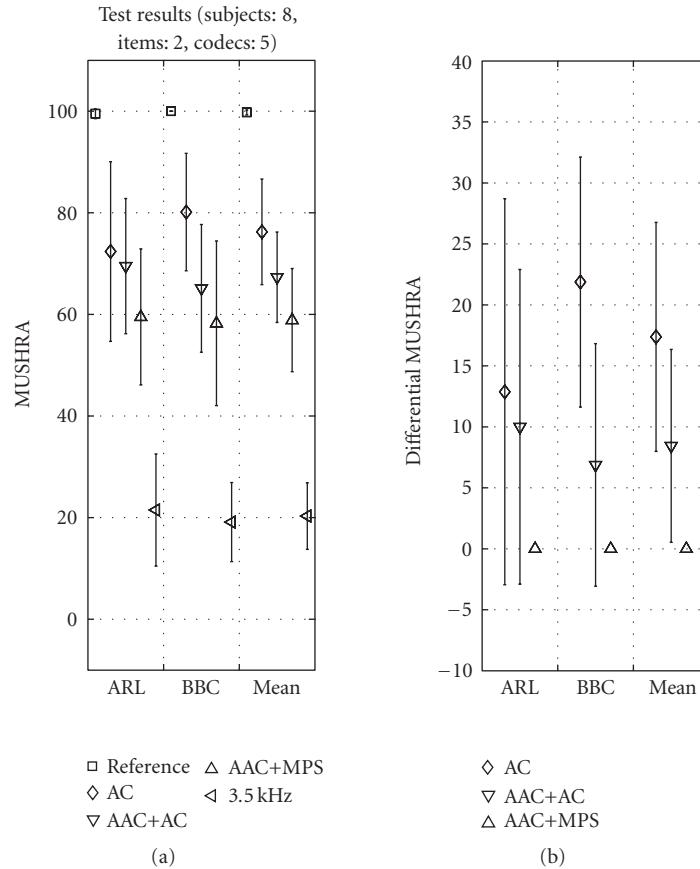 Test results (subjects: 8,
items: 2, codecs: 5)
100
80
60
40
20
0
MUSHRA
ARL BBC Mean
Reference
AC
AAC+AC
AAC+MPS
3.5 kHz
(a)
40
35
30
25
20
15
10
5
0
−5
−10
Differential MUSHRA
ARL BBC Mean
AC
AAC+AC
AAC+MPS
(b)